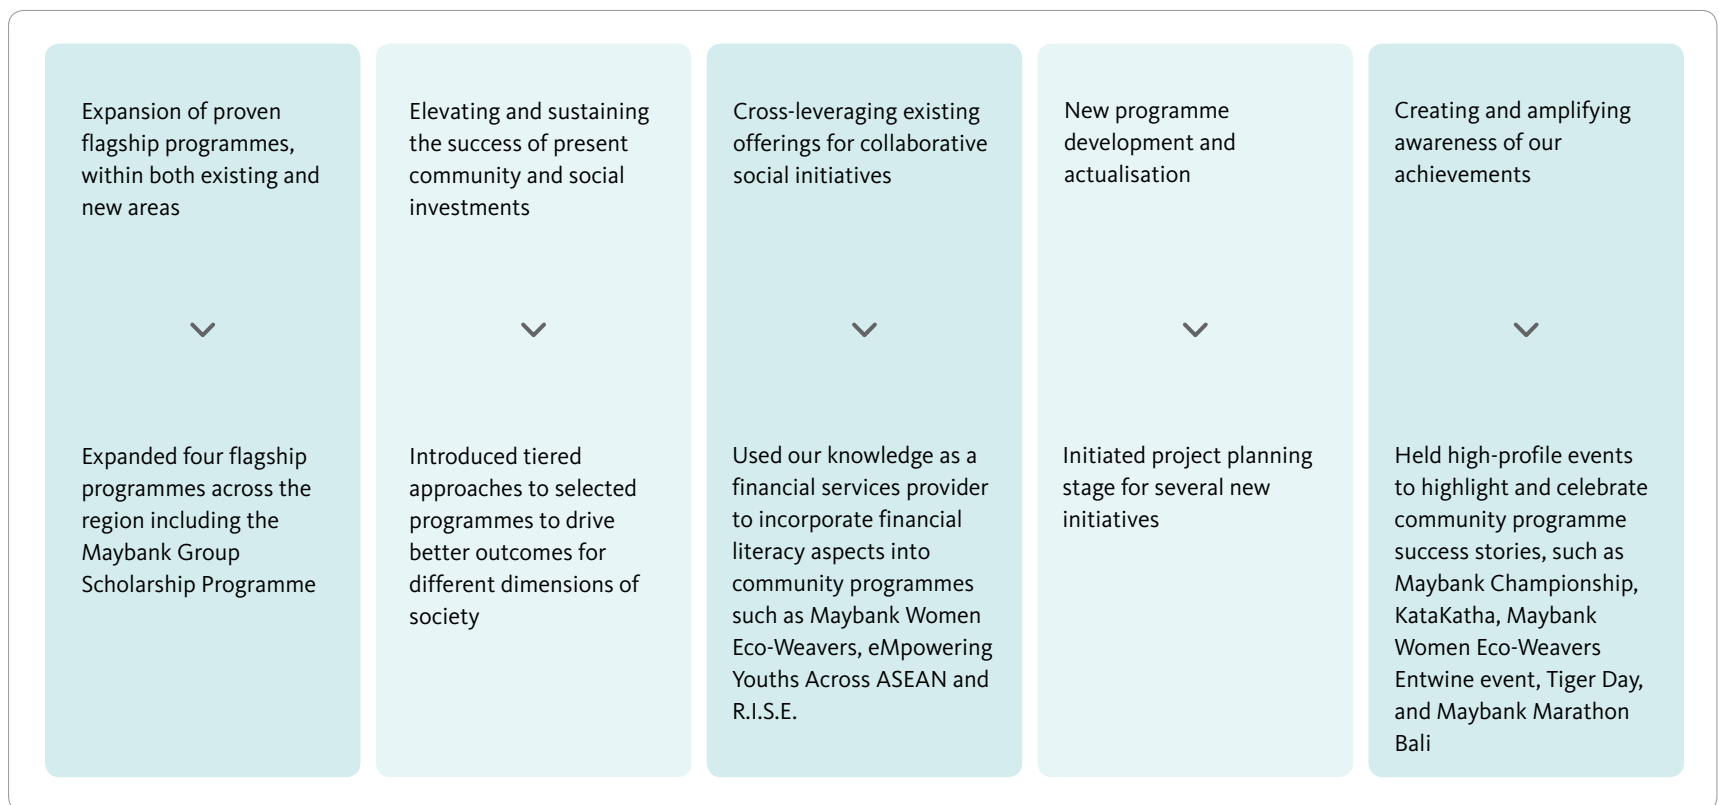 Expansion of proven
flagship programmes,
within both existing and
new areas
Expanded four flagship
programmes across the
region including the
Maybank Group
Scholarship Programme
Elevating and sustaining
the success of present
community and social
investments
Introduced tiered
approaches to selected
programmes to drive
better outcomes for
different dimensions of
society
Cross-leveraging existing
offerings for collaborative
social initiatives
Used our knowledge as a
financial services provider
to incorporate financial
literacy aspects into
community programmes
such as Maybank Women
Eco-Weavers, eMpowering
Youths Across ASEAN and
R.I.S.E.
New programme
development and
actualisation
Initiated project planning
stage for several new
initiatives
Creating and amplifying
awareness of our
achievements
Held high-profile events
to highlight and celebrate
community programme
success stories, such as
Maybank Championship,
KataKatha, Maybank
Women Eco-Weavers
Entwine event, Tiger Day,
and Maybank Marathon
Bali